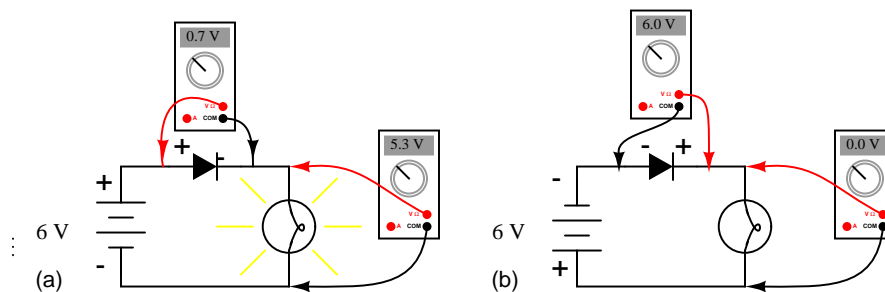 0.7 V
V Ω
A COM
+ -
5.3 V
V Ω
A COM
+
6 V
-
(a)
6.0 V
V Ω
A COM
- +
0.0 V
V Ω
A COM
-
6 V
+
(b)